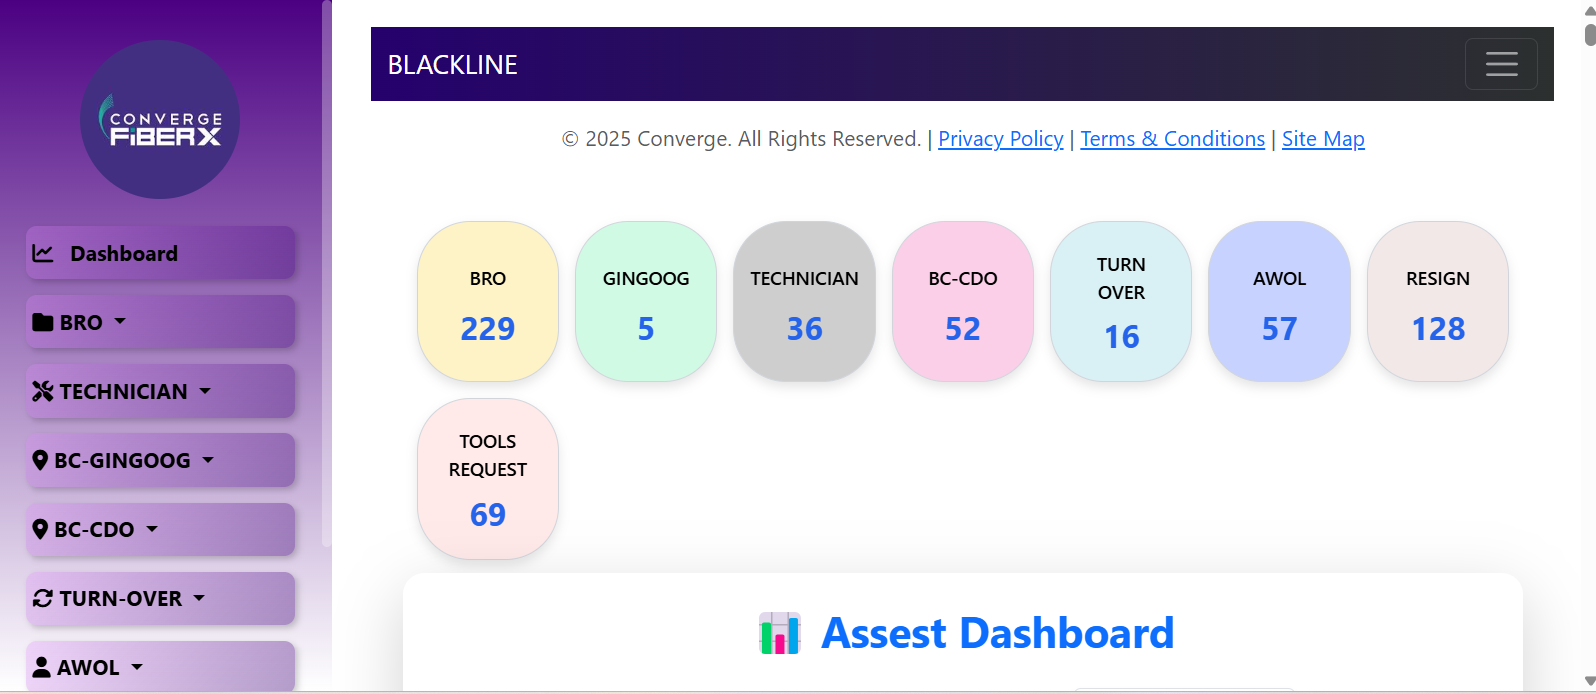 CONVERGE
FiBERX
Dashboard
BRO
TECHNICIAN
BC-GINGOOG
BC-CDO
TURN-OVER
AWOL
BLACKLINE
© 2025 Converge. All Rights Reserved. | Privacy Policy | Terms & Conditions | Site Map
BRO
229
GINGOOG
5
TECHNICIAN
36
BC-CDO
52
TURN
OVER
16
AWOL
57
RESIGN
128
TOOLS
REQUEST
69
Assest Dashboard